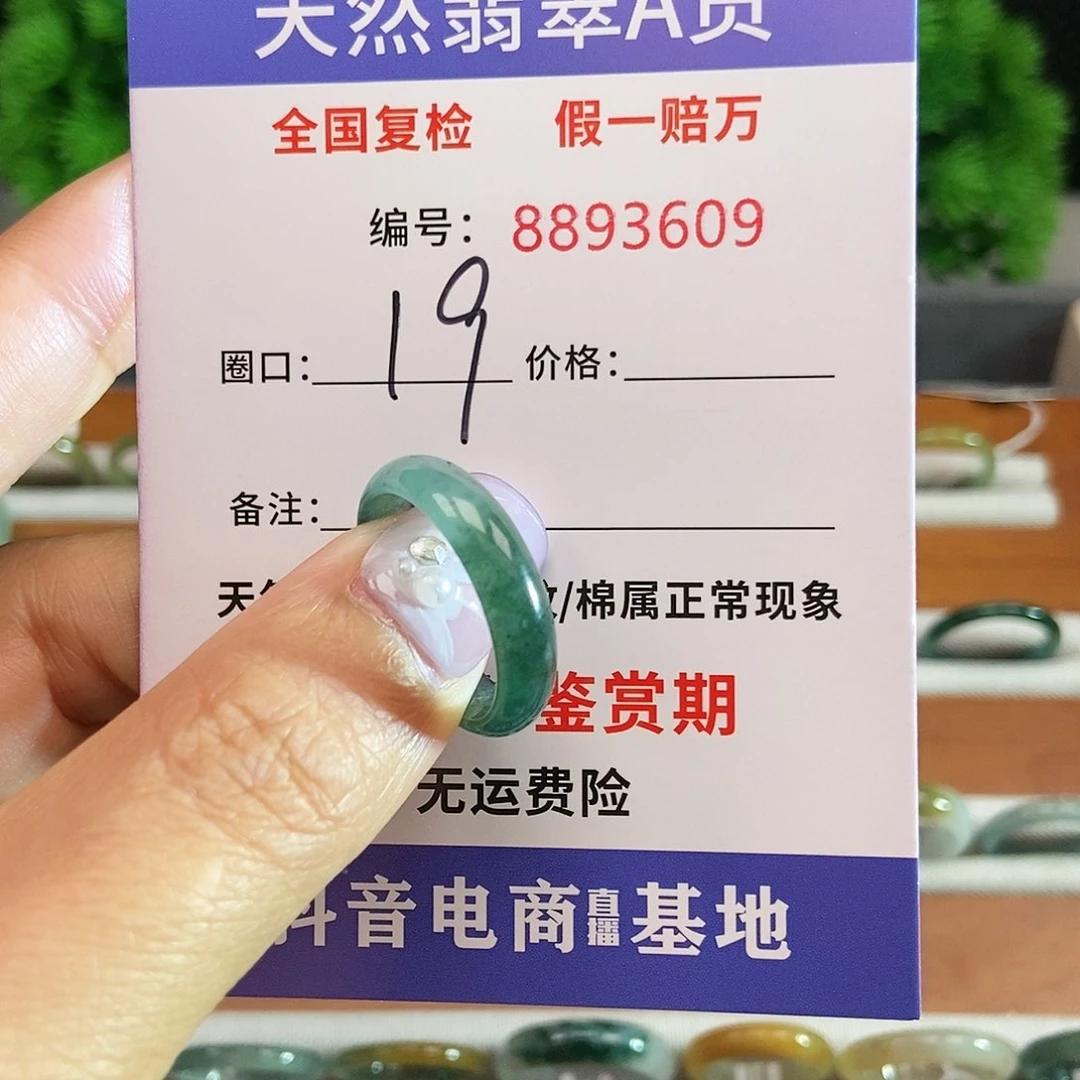 天然翡翠A货
全国复检 假一赔万
编号：8893609
圈口：19 价格：
备注：
天 /棉属正常现象
鉴赏期
无运费险
抖音电商直播基地